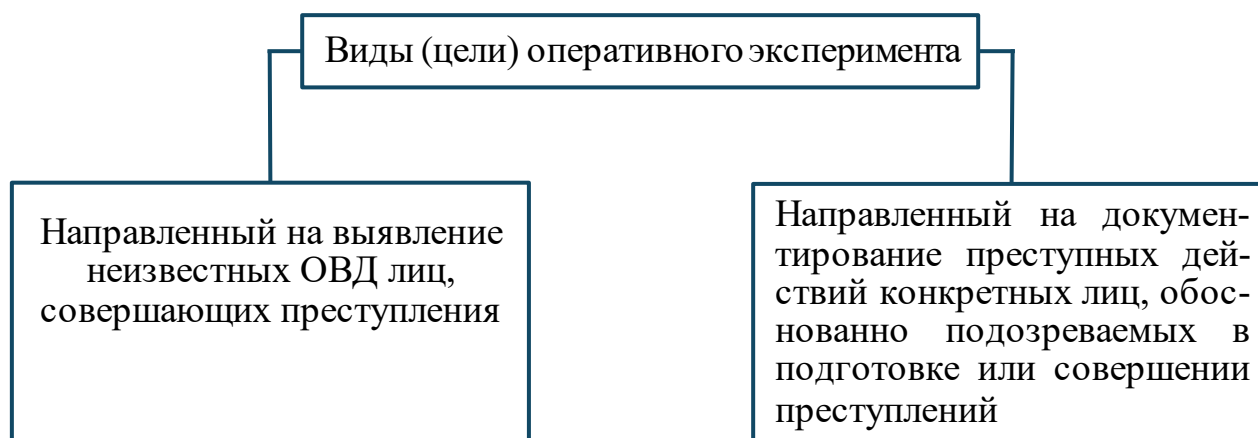 Виды (цели) оперативного эксперимента
Направленный на выявление
неизвестных ОВД лиц,
совершающих преступления
Направленный на докумен-
тирование преступных дей-
ствий конкретных лиц, обос-
нованно подозреваемых в
подготовке или совершении
преступлений